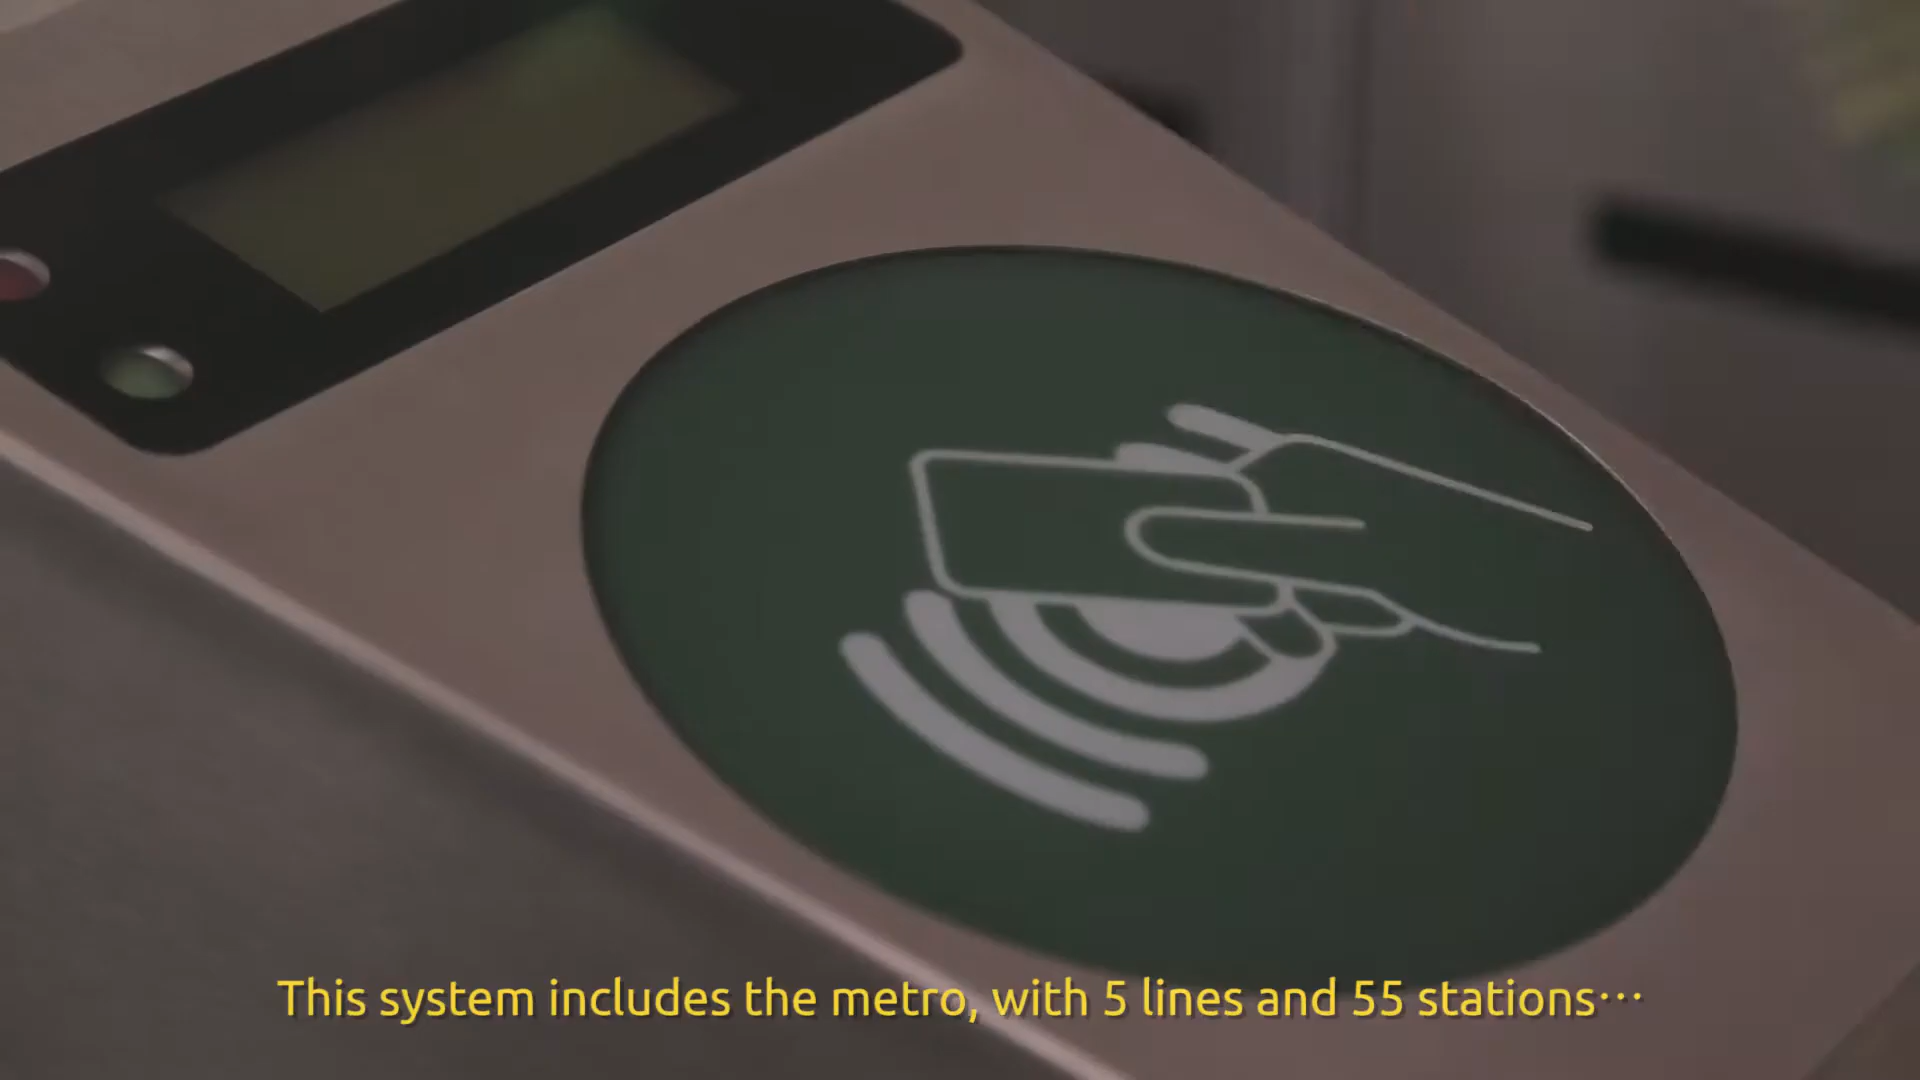 This system includes the metro, with 5 lines and 55 stations…